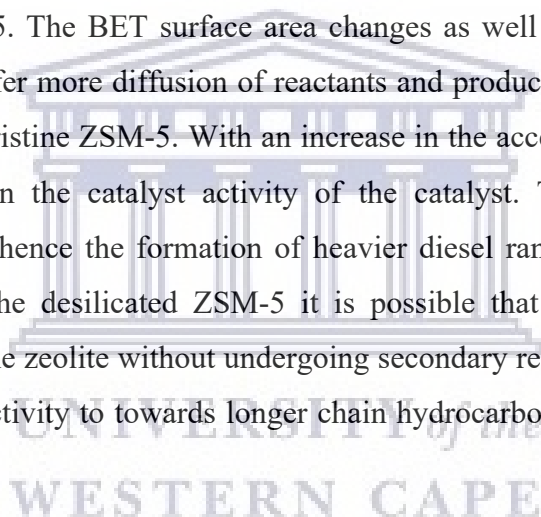 5. The BET surface area changes as well
fer more diffusion of reactants and produc
ristine ZSM-5. With an increase in the acc
n the catalyst activity of the catalyst.
hence the formation of heavier diesel ran
he desilicated ZSM-5 it is possible that
e zeolite without undergoing secondary re
ctivity to towards longer chain hydrocarbo
UNIVERSITY of the
WESTERN CAPE